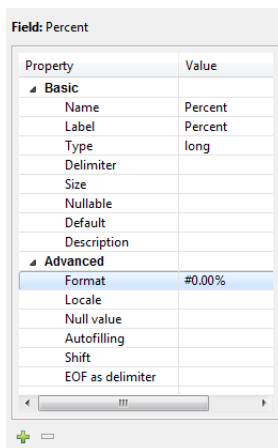 Field: Percent
Property Value
Basic
Name Percent
Label Percent
Type long
Delimiter
Size
Nullable
Default
Description
Advanced
Format #0.00%
Locale
Null value
Autofilling
Shift
EOF as delimiter